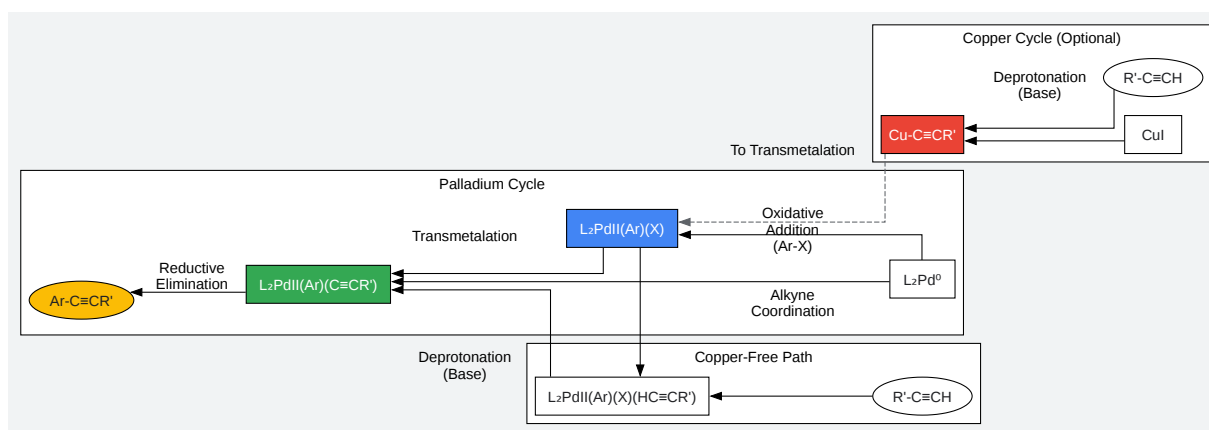 Copper Cycle (Optional)
Deprotonation
(Base)
R'-C≡CH
Cu-C≡CR'
CuI
To Transmetalation
Palladium Cycle
L₂PdII(Ar)(X)
Oxidative
Addition
(Ar-X)
Transmetalation
Reductive
Elimination
L₂PdII(Ar)(C≡CR')
L₂Pd⁰
Ar-C≡CR'
Alkyne
Coordination
Deprotonation
(Base)
Copper-Free Path
L₂PdII(Ar)(X)(HC≡CR')
R'-C≡CH